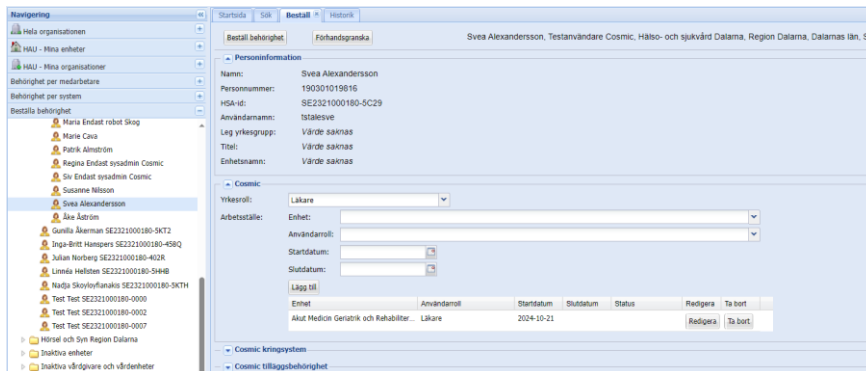 Navigering
Hela organisationen
HAU - Mina enheter
HAU - Mina organisationer
Behörighet per medarbetare
Behörighet per system
Beställa behörighet
Maria Endast robot Skog
Marie Cava
Patrik Almström
Regina Endast sysadmin Cosmic
Siv Endast sysadmin Cosmic
Susanne Nilsson
Svea Alexandersson
Åke Åström
Gunilla Åkerman SE2321000180-5KT2
Inga-Britt Hanspers SE2321000180-458Q
Julian Norberg SE2321000180-402R
Linnéa Hellsten SE2321000180-5HHB
Nadja Skoyloyfianakis SE2321000180-5KTH
Test Test SE2321000180-0000
Test Test SE2321000180-0002
Test Test SE2321000180-0007
Hörsel och Syn Region Dalarna
Inaktiva enheter
Inaktiva vårdgivare och vårdenheter
Startsida Sök Beställ Historik
Beställ behörighet Förhandsgranska Svea Alexandersson, Testanvändare Cosmic, Hälso- och sjukvård Dalarna, Region Dalarna, Dalarnas län, S
Personinformation
Namn: Svea Alexandersson
Personnummer: 190301019816
HSA-id: SE2321000180-5C29
Användarnamn: tstalesve
Leg yrkesgrupp: Värde saknas
Titel: Värde saknas
Enhetsnamn: Värde saknas
Cosmic
Yrkesroll: Läkare
Arbetsställe: Enhet:
Användarroll:
Startdatum:
Slutdatum:
Lägg till
Enhet Användarroll Startdatum Slutdatum Status Redigera Ta bort
Akut Medicin Geriatrik och Rehabiliter... Läkare 2024-10-21 Redigera Ta bort
Cosmic kringsystem
Cosmic tilläggsbehörighet